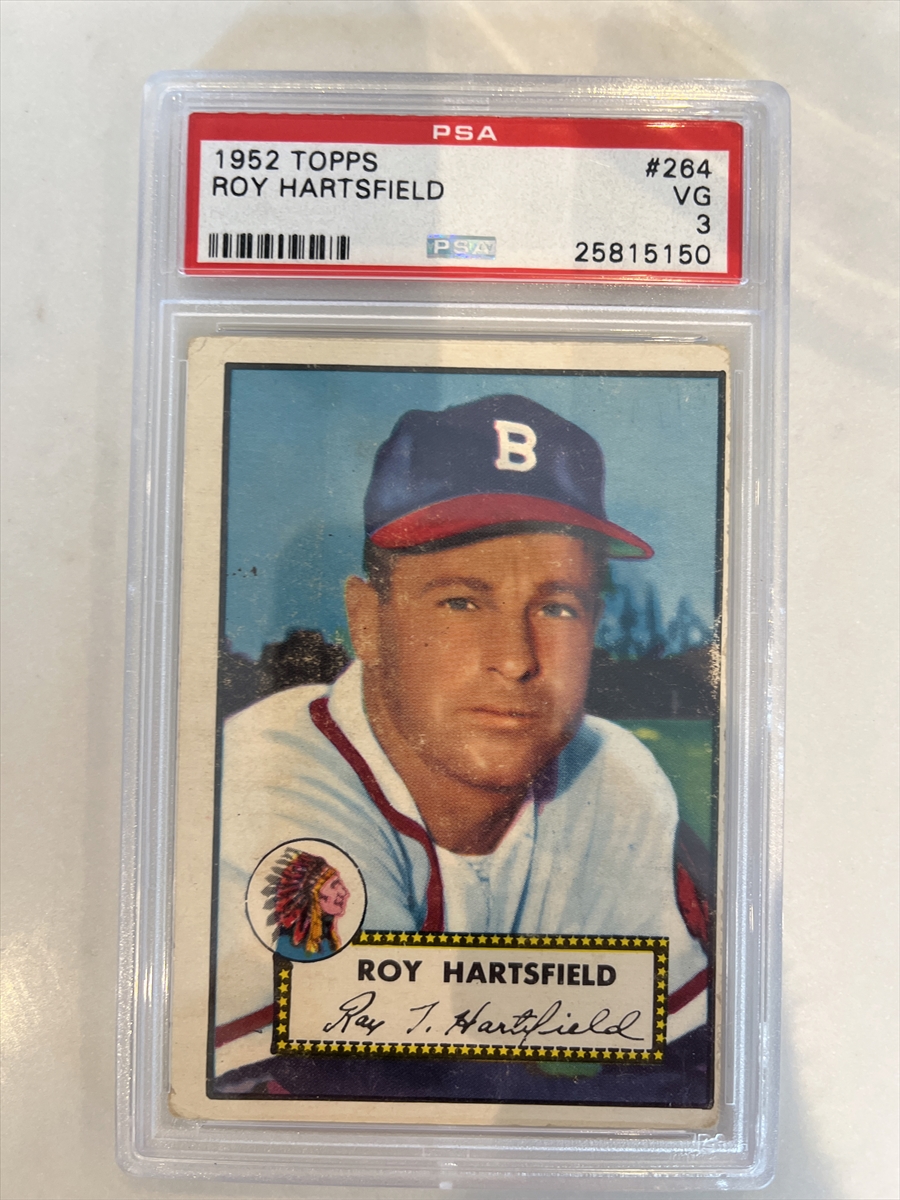 PSA
1952 TOPPS #264
ROY HARTSFIELD VG
3
PSA 25815150
B
ROY HARTSFIELD
Roy T. Hartsfield